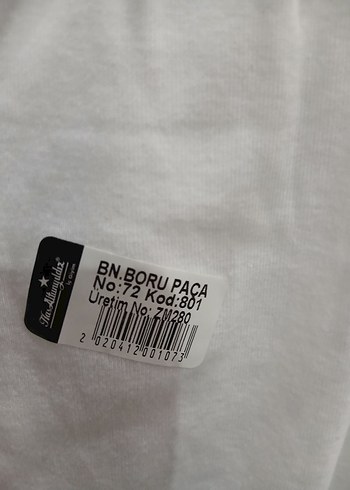 BN.BORU PAÇA
No:72 Kod:801
Üretim No: ZM280
2 020412 001073